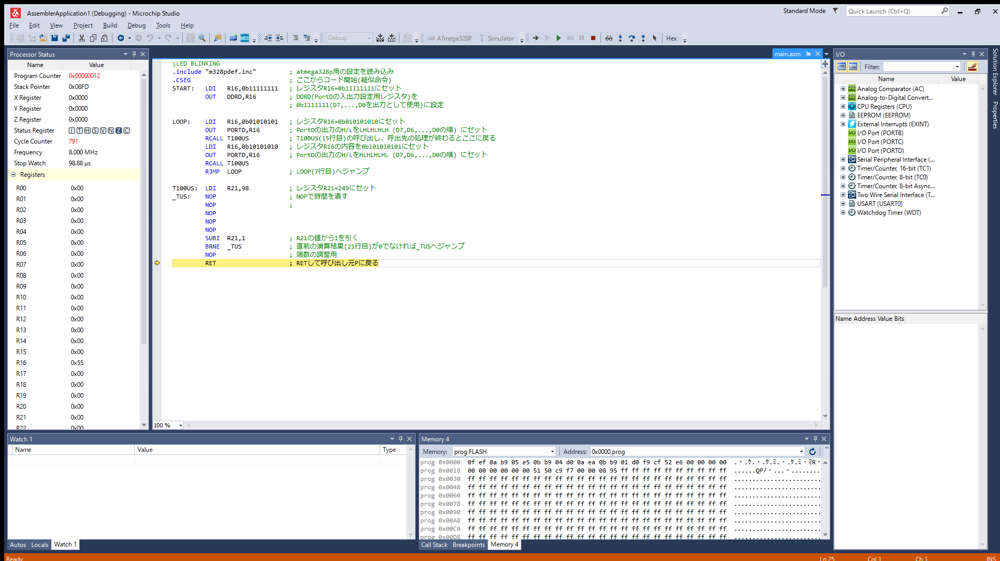 AssemblerApplication1 (Debugging) - Microchip Studio
Standard Mode
Quick Launch (Ctrl+Q)
File Edit View Project Build Debug Tools Help
MCC
Debug
ATmega328P
Simulator
Hex
Processor Status
Name Value
Program Counter 0x00000012
Stack Pointer 0x08FD
X Register 0x0000
Y Register 0x0000
Z Register 0x0000
Status Register I T H S V N Z C
Cycle Counter 791
Frequency 8.000 MHz
Stop Watch 98.88 µs
Registers
R00 0x00
R01 0x00
R02 0x00
R03 0x00
R04 0x00
R05 0x00
R06 0x00
R07 0x00
R08 0x00
R09 0x00
R10 0x00
R11 0x00
R12 0x00
R13 0x00
R14 0x00
R15 0x00
R16 0x55
R17 0x00
R18 0x00
R19 0x00
R20 0x00
R21 0x00
R22 0x00
main.asm
;LED BLINKING
.include "m328pdef.inc" ; atmega328p用の設定を読み込み
.CSEG ; ここからコード開始(疑似命令)
START: LDI R16,0b11111111 ; レジスタR16=0b11111111にセット
OUT DDRD,R16 ; DDRD(PortDの入出力設定用レジスタ)を
; 0b1111111(D7,...,D0を出力として使用)に設定
LOOP: LDI R16,0b01010101 ; レジスタR16=0b010101010にセット
OUT PORTD,R16 ; PortDの出力のH/LをLHLHLHLH (D7,D6,...,D0の順) にセット
RCALL T100US ; T100US(15行目)の呼び出し．呼出先の処理が終わるとここに戻る
LDI R16,0b10101010 ; レジスタR16の内容を0b101010101にセット
OUT PORTD,R16 ; PortDの出力のH/LをHLHLHLHL (D7,D6,...,D0の順) にセット
RCALL T100US
RJMP LOOP ; LOOP(7行目)へジャンプ
T100US: LDI R21,98 ; レジスタR21=249にセット
_TUS: NOP ; NOPで時間を潰す
NOP ;
NOP
NOP
NOP
SUBI R21,1 ; R21の値から1を引く
BRNE _TUS ; 直前の演算結果(21行目)が0でなければ_TUSへジャンプ
NOP ; 端数の調整用
RET ; RETして呼び出し元Pに戻る
100 %
I/O
Filter:
Name Value
Analog Comparator (AC)
Analog-to-Digital Convert...
CPU Registers (CPU)
EEPROM (EEPROM)
External Interrupts (EXINT)
I/O Port (PORTB)
I/O Port (PORTC)
I/O Port (PORTD)
Serial Peripheral Interface (...
Timer/Counter, 16-bit (TC1)
Timer/Counter, 8-bit (TC0)
Timer/Counter, 8-bit Async...
Two Wire Serial Interface (T...
USART (USART0)
Watchdog Timer (WDT)
Name Address Value Bits
Solution Explorer
Properties
Watch 1
Name Value Type
Autos Locals Watch 1
Memory 4
Memory: prog FLASH Address: 0x0000,prog
prog 0x0000 0f ef 0a b9 05 e5 0b b9 04 d0 0a ea 0b b9 01 d0 f9 cf 52 e6 00 00 00 00
prog 0x0018 00 00 00 00 00 00 51 50 c9 f7 00 00 08 95 ff ff ff ff ff ff ff ff ff ff
prog 0x0030 ff ff ff ff ff ff ff ff ff ff ff ff ff ff ff ff ff ff ff ff ff ff ff ff ........................
prog 0x0048 ff ff ff ff ff ff ff ff ff ff ff ff ff ff ff ff ff ff ff ff ff ff ff ff ........................
prog 0x0060 ff ff ff ff ff ff ff ff ff ff ff ff ff ff ff ff ff ff ff ff ff ff ff ff ........................
prog 0x0078 ff ff ff ff ff ff ff ff ff ff ff ff ff ff ff ff ff ff ff ff ff ff ff ff ........................
prog 0x0090 ff ff ff ff ff ff ff ff ff ff ff ff ff ff ff ff ff ff ff ff ff ff ff ff ........................
prog 0x00A8 ff ff ff ff ff ff ff ff ff ff ff ff ff ff ff ff ff ff ff ff ff ff ff ff ........................
prog 0x00C0 ff ff ff ff ff ff ff ff ff ff ff ff ff ff ff ff ff ff ff ff ff ff ff ff ........................
prog 0x00D8 ff ff ff ff ff ff ff ff ff ff ff ff ff ff ff ff ff ff ff ff ff ff ff ff ........................
Call Stack Breakpoints Memory 4
Ready Ln 25 Col 1 Ch 1 INS